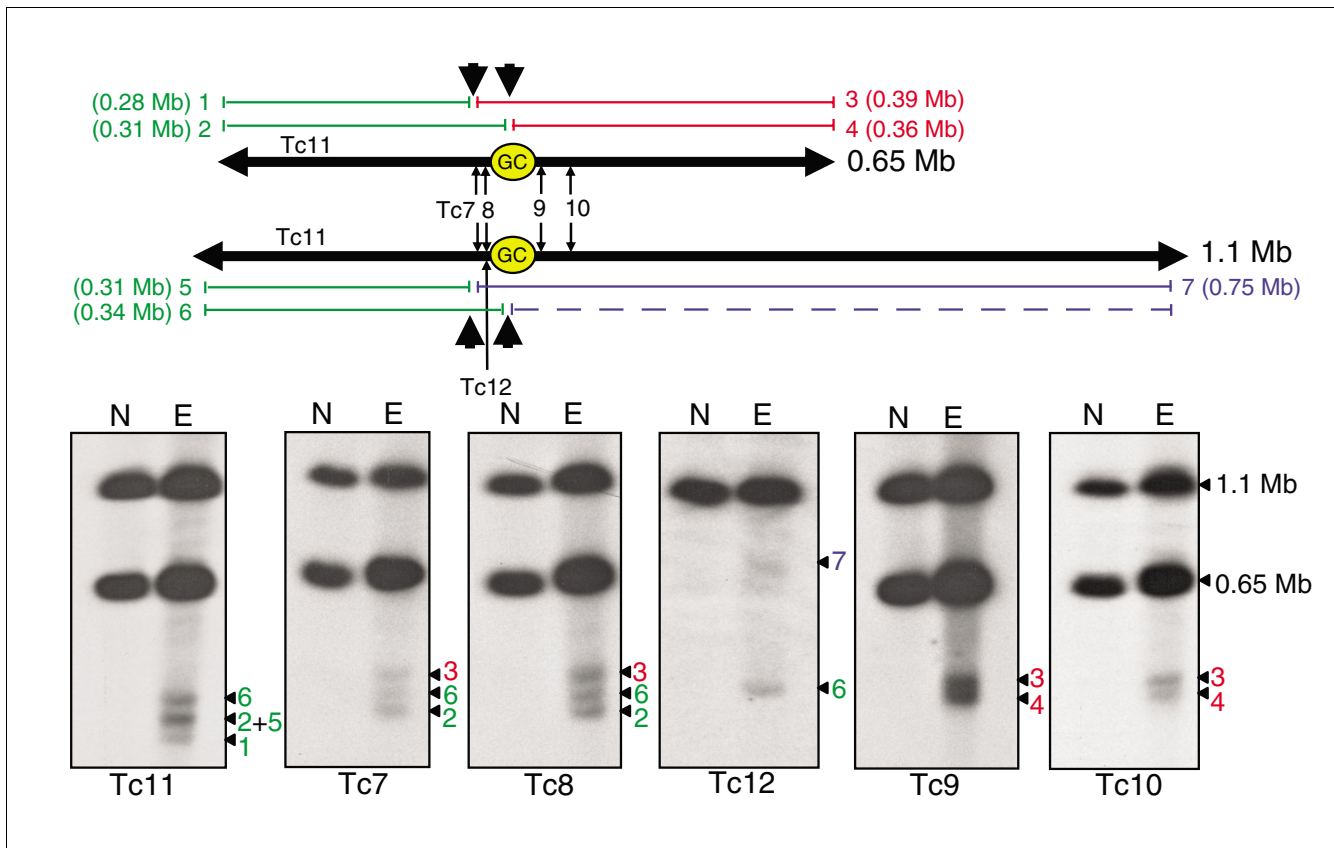 (0.28 Mb) 1 3 (0.39 Mb)
(0.31 Mb) 2 4 (0.36 Mb)
Tc11
GC 0.65 Mb
Tc7 8 9 10
Tc11
GC 1.1 Mb
(0.31 Mb) 5 7 (0.75 Mb)
(0.34 Mb) 6
Tc12
N E N E N E N E N E N E
1.1 Mb
7
0.65 Mb
3 3 3 3
6 6 6 6 4 4
2+5 2 2
1
Tc11 Tc7 Tc8 Tc12 Tc9 Tc10